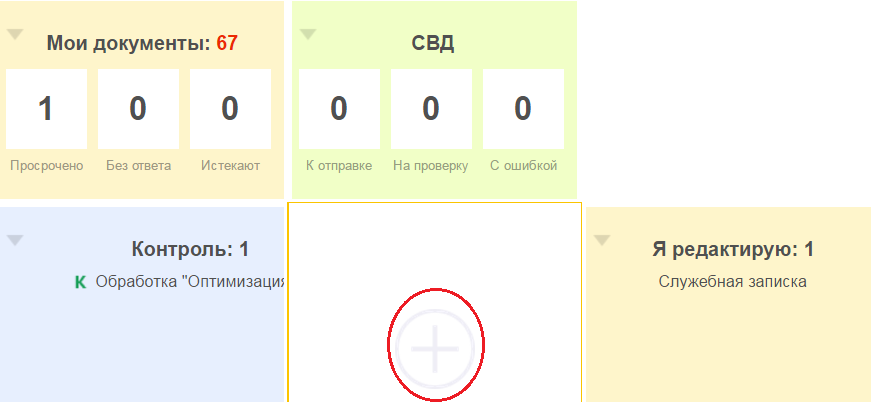 Мои документы: 67
1 0 0
Просрочено Без ответа Истекают
СВД
0 0 0
К отправке На проверку С ошибкой
Контроль: 1
К Обработка "Оптимизация
Я редактирую: 1
Служебная записка